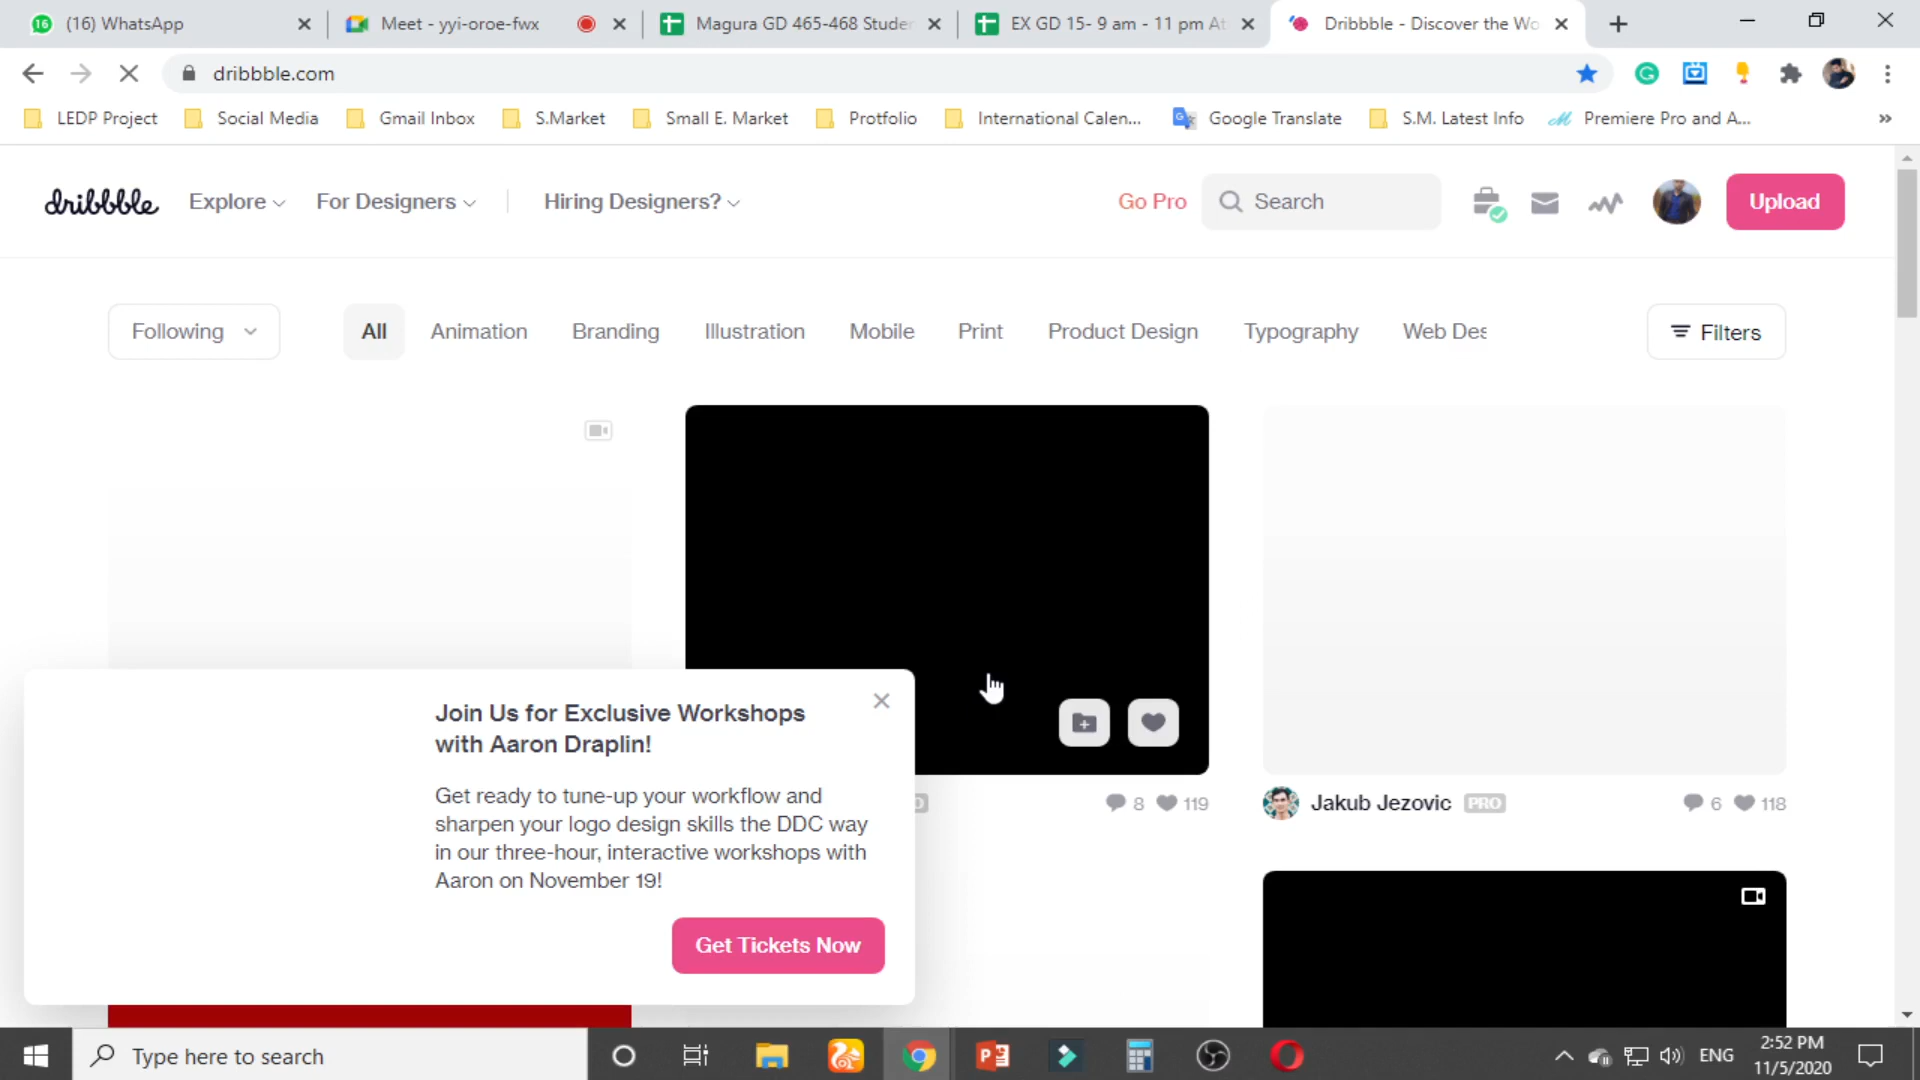 (16) WhatsApp
Meet - yyi-oroe-fwx
Magura GD 465-468 Studer
EX GD 15- 9 am - 11 pm At
Dribbble - Discover the Wo
dribbble.com
LEDP Project
Social Media
Gmail Inbox
S.Market
Small E. Market
Protfolio
International Calen...
Google Translate
S.M. Latest Info
Premiere Pro and A...
dribbble
Explore
For Designers
Hiring Designers?
Go Pro
Search
Upload
Following
All
Animation
Branding
Illustration
Mobile
Print
Product Design
Typography
Web Des
Filters
Join Us for Exclusive Workshops
with Aaron Draplin!
Get ready to tune-up your workflow and
sharpen your logo design skills the DDC way
in our three-hour, interactive workshops with
Aaron on November 19!
Get Tickets Now
8 119
Jakub Jezovic PRO
6 118
Type here to search
ENG
2:52 PM
11/5/2020